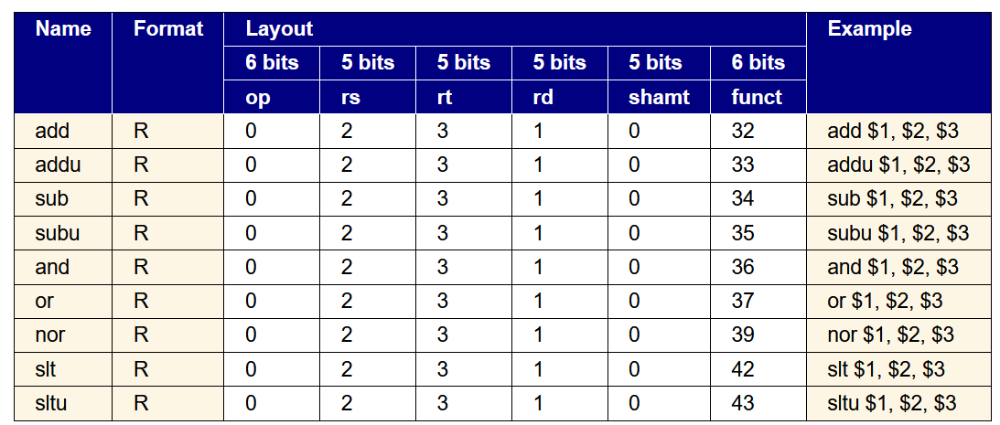 Name Format Layout Example
6 bits 5 bits 5 bits 5 bits 5 bits 6 bits
op rs rt rd shamt funct
add R 0 2 3 1 0 32 add $1, $2, $3
addu R 0 2 3 1 0 33 addu $1, $2, $3
sub R 0 2 3 1 0 34 sub $1, $2, $3
subu R 0 2 3 1 0 35 subu $1, $2, $3
and R 0 2 3 1 0 36 and $1, $2, $3
or R 0 2 3 1 0 37 or $1, $2, $3
nor R 0 2 3 1 0 39 nor $1, $2, $3
slt R 0 2 3 1 0 42 slt $1, $2, $3
sltu R 0 2 3 1 0 43 sltu $1, $2, $3